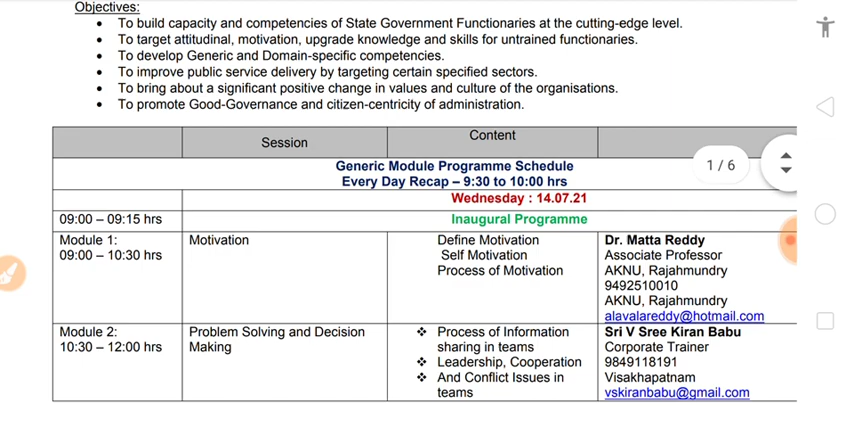 Objectives:
• To build capacity and competencies of State Government Functionaries at the cutting-edge level.
• To target attitudinal, motivation, upgrade knowledge and skills for untrained functionaries.
• To develop Generic and Domain-specific competencies.
• To improve public service delivery by targeting certain specified sectors.
• To bring about a significant positive change in values and culture of the organisations.
• To promote Good-Governance and citizen-centricity of administration.
Session
Content
Generic Module Programme Schedule
Every Day Recap – 9:30 to 10:00 hrs
1 / 6
Wednesday : 14.07.21
09:00 – 09:15 hrs
Inaugural Programme
Module 1:
09:00 – 10:30 hrs
Motivation
Define Motivation
Self Motivation
Process of Motivation
Dr. Matta Reddy
Associate Professor
AKNU, Rajahmundry
9492510010
AKNU, Rajahmundry
alavalareddy@hotmail.com
Module 2:
10:30 – 12:00 hrs
Problem Solving and Decision
Making
❖ Process of Information
sharing in teams
❖ Leadership, Cooperation
❖ And Conflict Issues in
teams
Sri V Sree Kiran Babu
Corporate Trainer
9849118191
Visakhapatnam
vskiranbabu@gmail.com